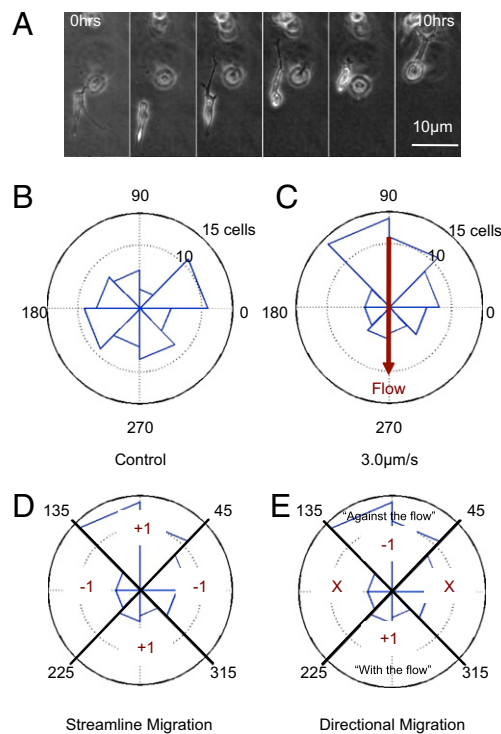 A
0hrs
10hrs
10μm
B
C
90
90
15 cells
15 cells
10
10
180
0
180
0
Flow
270
270
Control
3.0μm/s
D
E
135
45
135
45
"Against the flow"
+1
-1
-1
-1
X
X
+1
+1
"With the flow"
225
315
225
315
Streamline Migration
Directional Migration